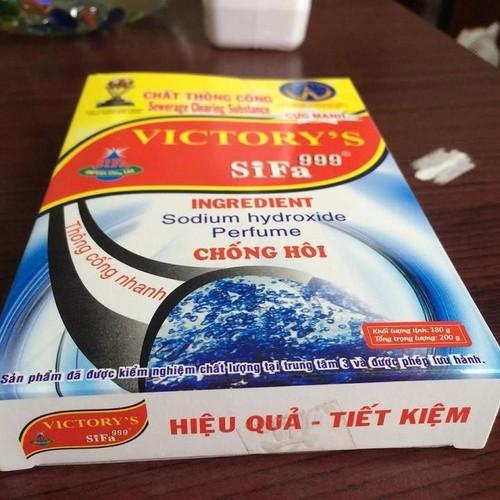 CHẤT THÔNG CỐNG
Sewerage Clearing Substance
CỰC MẠNH
VICTORY'S
SiFa 999®
INGREDIENT
Sodium hydroxide
Perfume
CHỐNG HÔI
Thông cống nhanh
Khối lượng tịnh: 180 g
Tổng trọng lượng: 200 g
Sản phẩm đã được kiểm nghiệm chất lượng tại trung tâm 3 và được phép lưu hành.
VICTORY'S
SiFa 999®
HIỆU QUẢ - TIẾT KIỆM